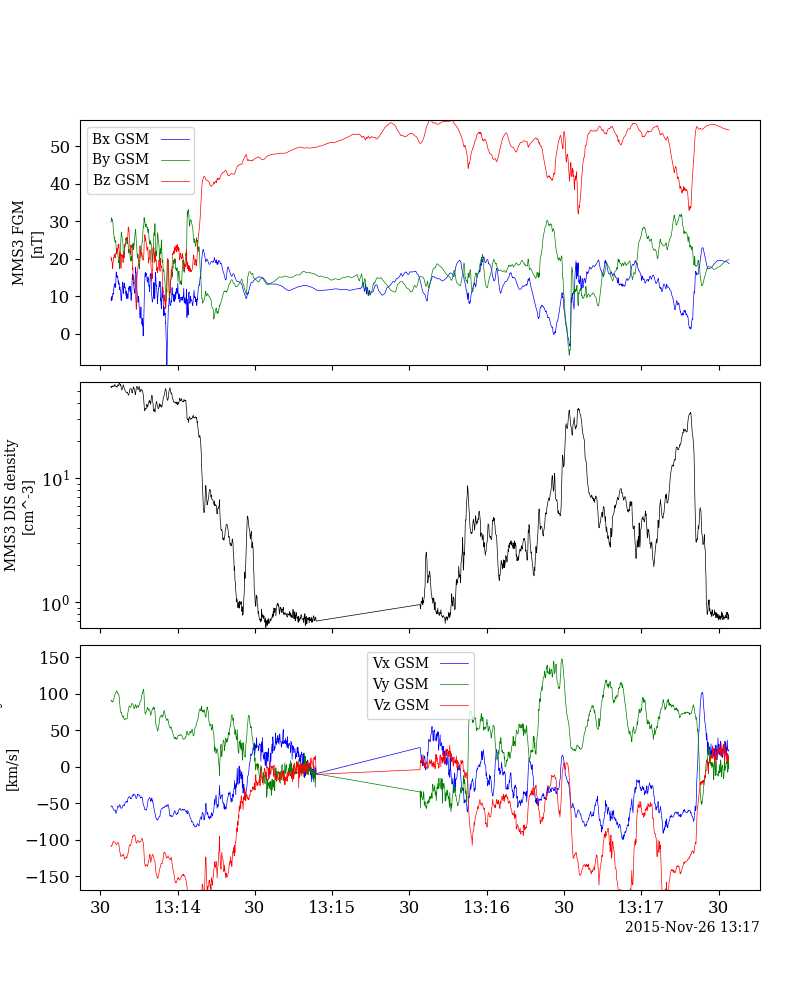 50
40
30
20
10
0
MMS3 FGM
[nT]
Bx GSM
By GSM
Bz GSM
10^1
10^0
MMS3 DIS density
[cm^-3]
150
100
50
0
−50
−100
−150
[km/s]
Vx GSM
Vy GSM
Vz GSM
30 13:14 30 13:15 30 13:16 30 13:17 30
2015-Nov-26 13:17